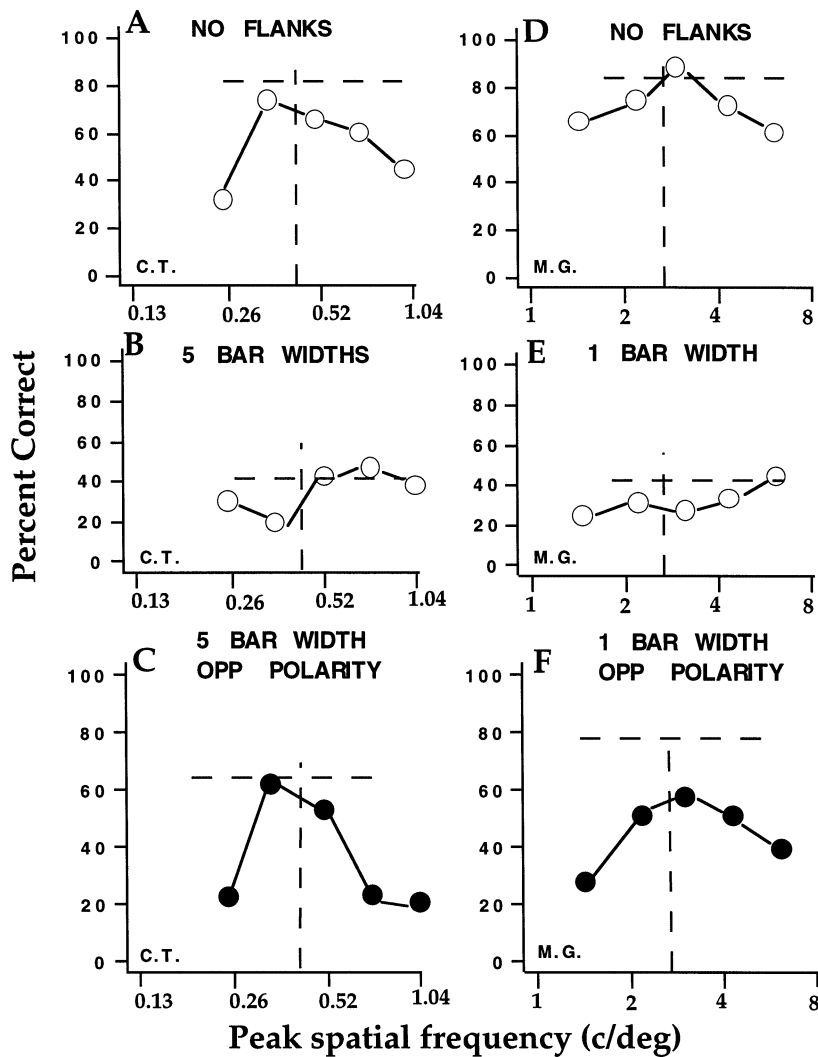 A NO FLANKS
100
80
60
40
20
0
C.T.
0.13 0.26 0.52 1.04
D NO FLANKS
100
80
60
40
20
0
M.G.
1 2 4 8
B 5 BAR WIDTHS
100
80
60
40
20
0
C.T.
0.13 0.26 0.52 1.04
E 1 BAR WIDTH
100
80
60
40
20
0
M.G.
1 2 4 8
C 5 BAR WIDTH
OPP POLARITY
100
80
60
40
20
0
C.T.
0.13 0.26 0.52 1.04
F 1 BAR WIDTH
OPP POLARITY
100
80
60
40
20
0
M.G.
1 2 4 8
Percent Correct
Peak spatial frequency (c/deg)